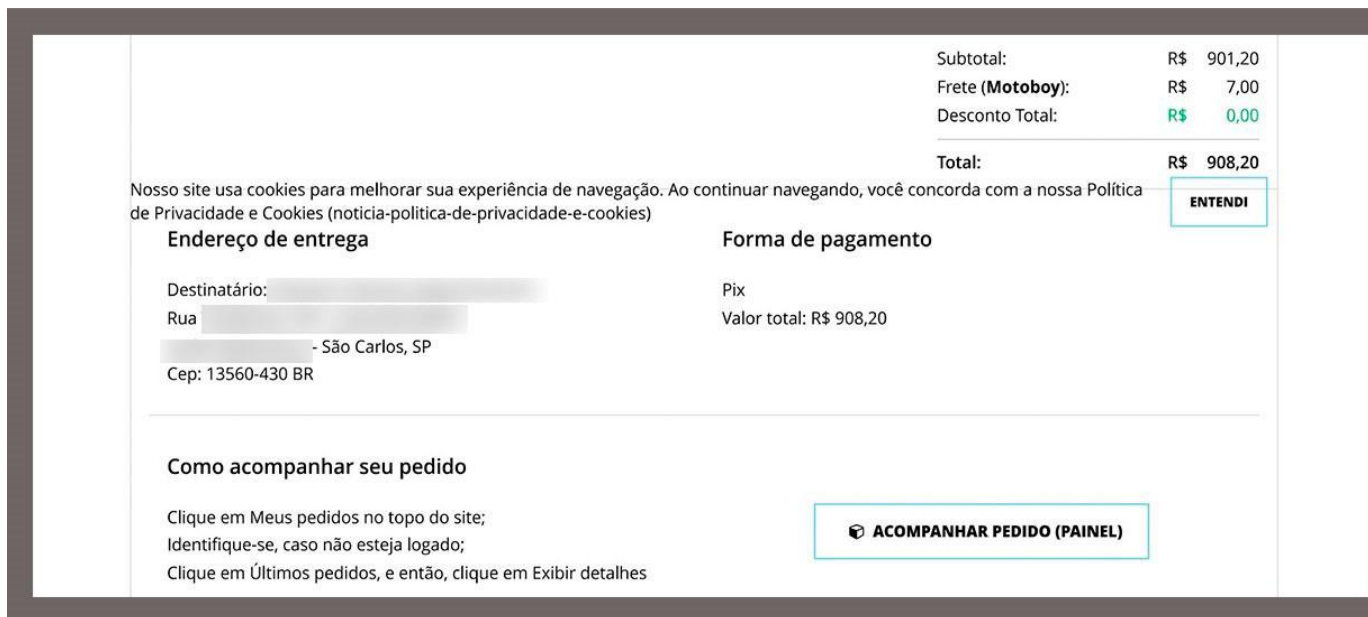 Subtotal: R$ 901,20
Frete (Motoboy): R$ 7,00
Desconto Total: R$ 0,00
Total: R$ 908,20
Nosso site usa cookies para melhorar sua experiência de navegação. Ao continuar navegando, você concorda com a nossa Política
de Privacidade e Cookies (noticia-politica-de-privacidade-e-cookies)
ENTENDI
Endereço de entrega
Destinatário:
Rua
- São Carlos, SP
Cep: 13560-430 BR
Forma de pagamento
Pix
Valor total: R$ 908,20
Como acompanhar seu pedido
Clique em Meus pedidos no topo do site;
Identifique-se, caso não esteja logado;
Clique em Últimos pedidos, e então, clique em Exibir detalhes
ACOMPANHAR PEDIDO (PAINEL)